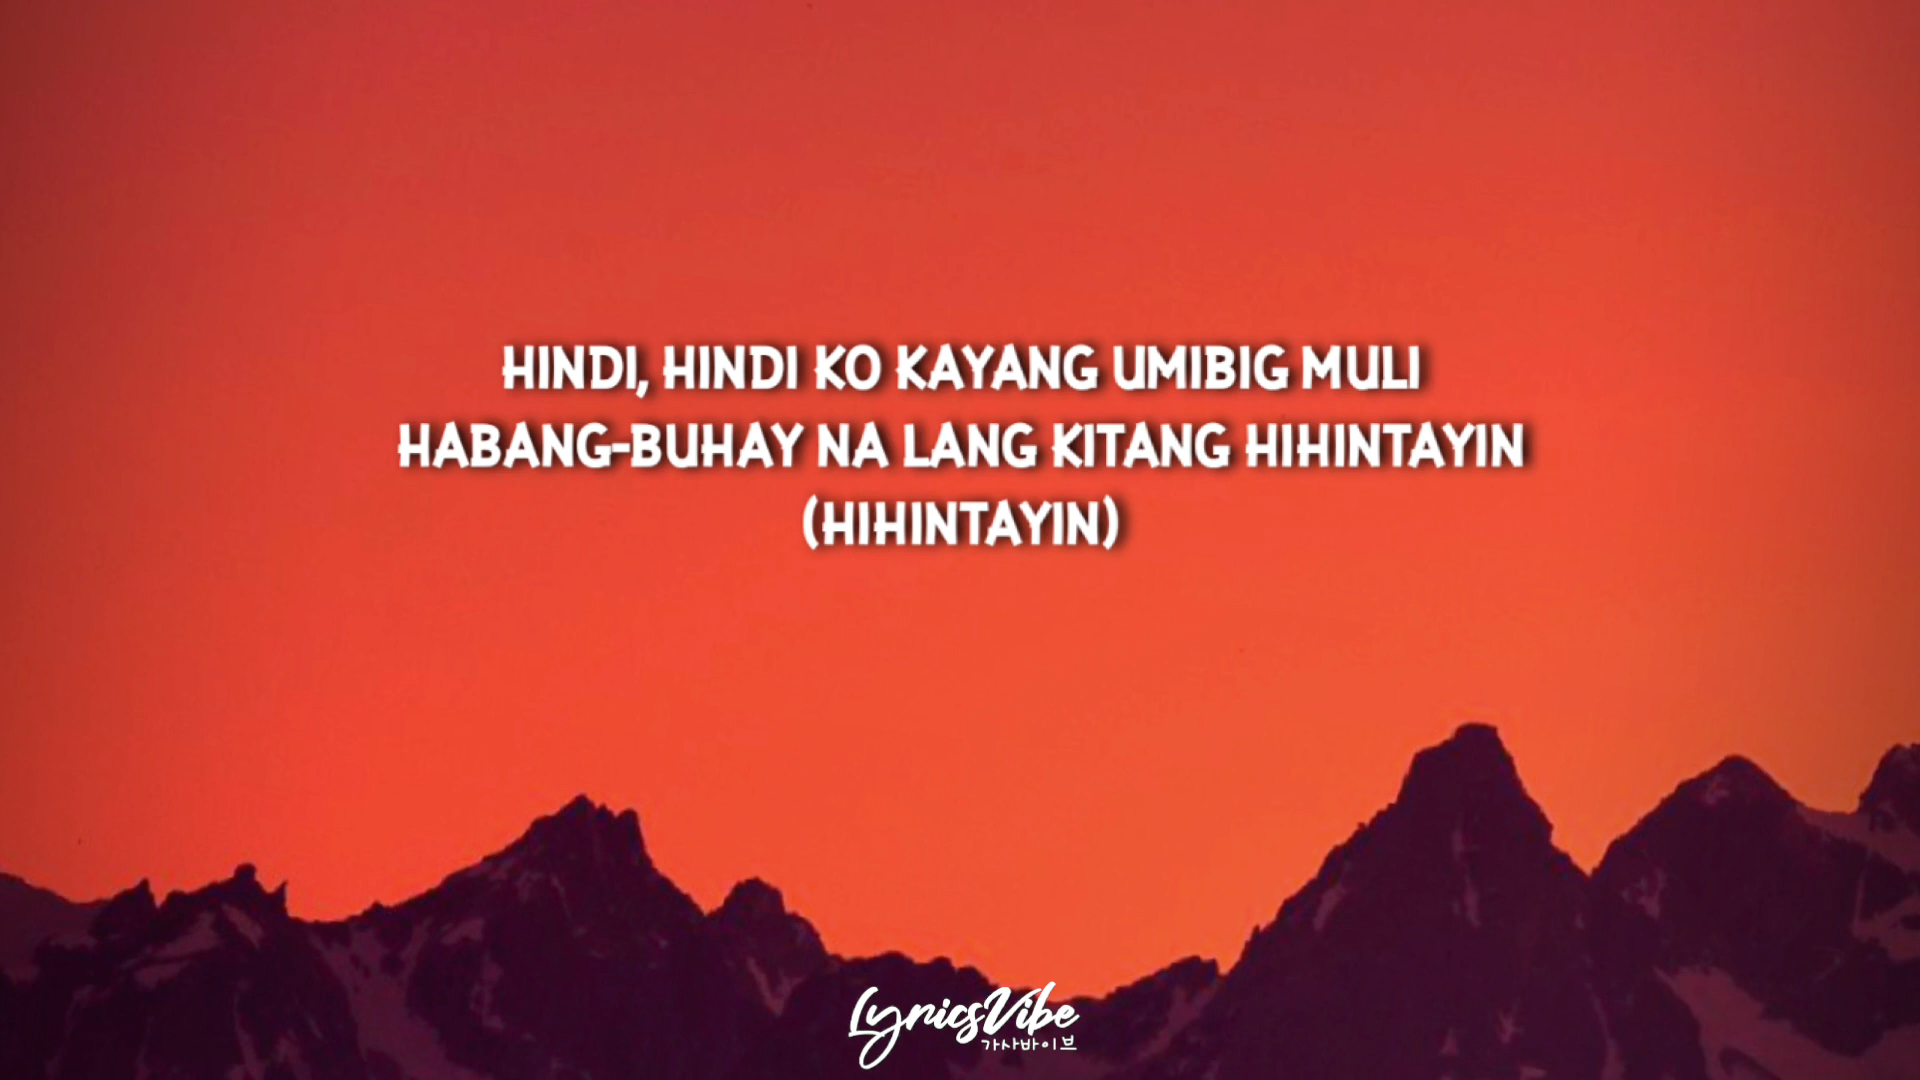 HINDI, HINDI KO KAYANG UMIBIG MULI
HABANG-BUHAY NA LANG KITANG HIHINTAYIN
(HIHINTAYIN)
LyricsVibe
가사바이브